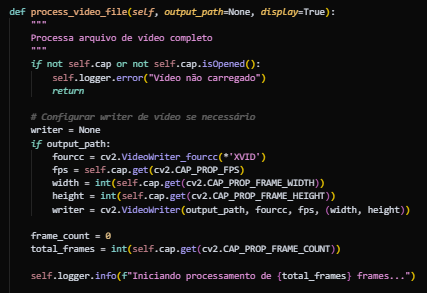 def process_video_file(self, output_path=None, display=True):
    """
    Processa arquivo de vídeo completo
    """
    if not self.cap or not self.cap.isOpened():
        self.logger.error("Vídeo não carregado")
        return

    # Configurar writer de vídeo se necessário
    writer = None
    if output_path:
        fourcc = cv2.VideoWriter_fourcc(*'XVID')
        fps = self.cap.get(cv2.CAP_PROP_FPS)
        width = int(self.cap.get(cv2.CAP_PROP_FRAME_WIDTH))
        height = int(self.cap.get(cv2.CAP_PROP_FRAME_HEIGHT))
        writer = cv2.VideoWriter(output_path, fourcc, fps, (width, height))

    frame_count = 0
    total_frames = int(self.cap.get(cv2.CAP_PROP_FRAME_COUNT))

    self.logger.info(f"Iniciando processamento de {total_frames} frames...")